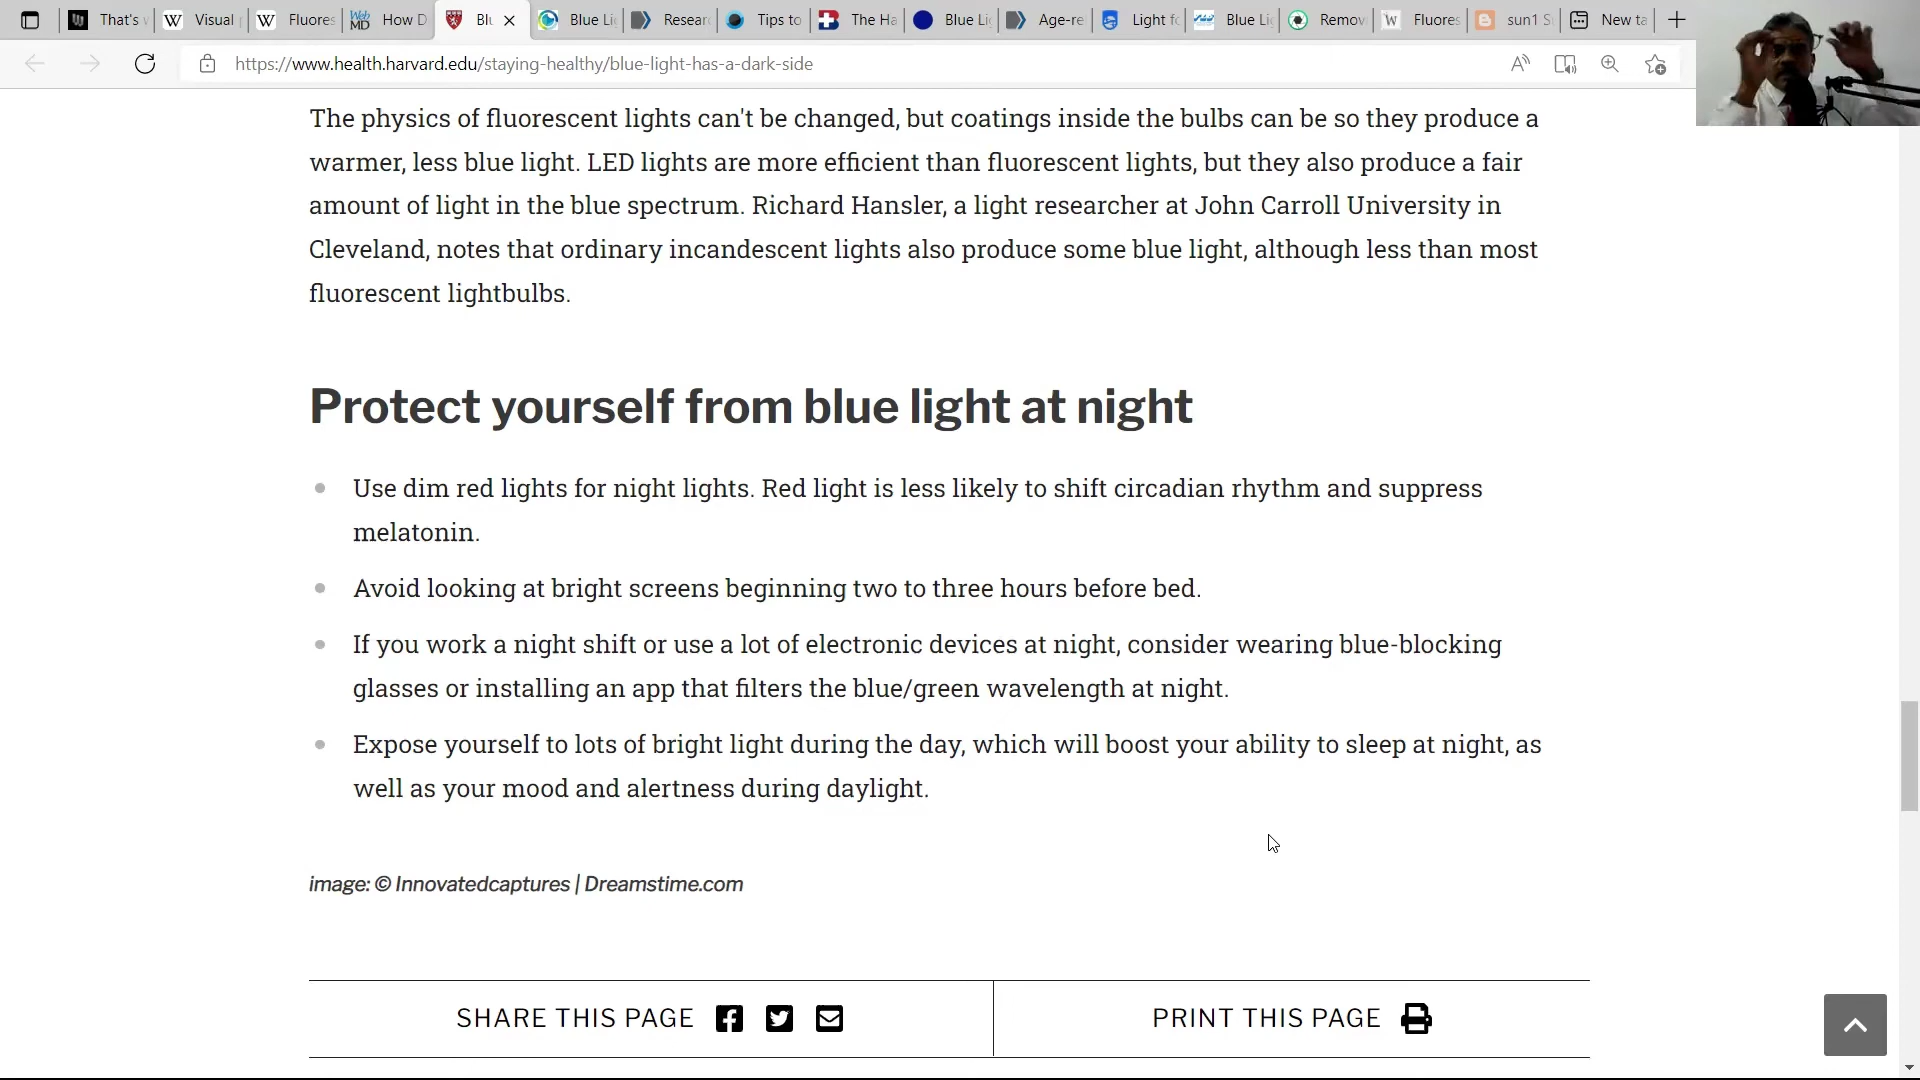 That's
Visual
Fluores
How D
Blu
Blue Li
Resear
Tips to
The Ha
Blue Li
Age-re
Light fo
Blue Li
Remov
Fluores
sun1 S
New ta
https://www.health.harvard.edu/staying-healthy/blue-light-has-a-dark-side
The physics of fluorescent lights can't be changed, but coatings inside the bulbs can be so they produce a
warmer, less blue light. LED lights are more efficient than fluorescent lights, but they also produce a fair
amount of light in the blue spectrum. Richard Hansler, a light researcher at John Carroll University in
Cleveland, notes that ordinary incandescent lights also produce some blue light, although less than most
fluorescent lightbulbs.
Protect yourself from blue light at night
Use dim red lights for night lights. Red light is less likely to shift circadian rhythm and suppress
melatonin.
Avoid looking at bright screens beginning two to three hours before bed.
If you work a night shift or use a lot of electronic devices at night, consider wearing blue-blocking
glasses or installing an app that filters the blue/green wavelength at night.
Expose yourself to lots of bright light during the day, which will boost your ability to sleep at night, as
well as your mood and alertness during daylight.
image: © Innovatedcaptures | Dreamstime.com
SHARE THIS PAGE
PRINT THIS PAGE